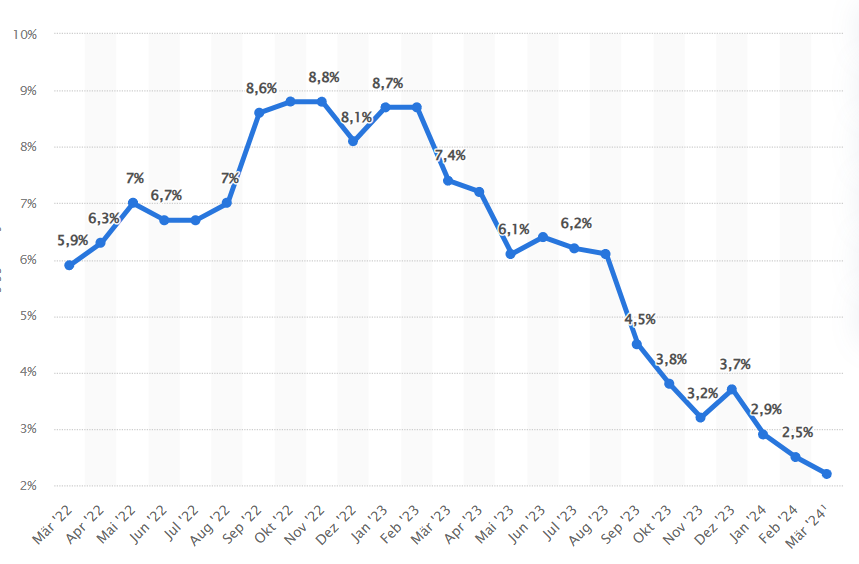 10%
9%
8%
7%
6%
5%
4%
3%
2%
5,9%
6,3%
7%
6,7%
7%
8,6%
8,8%
8,1%
8,7%
7,4%
6,1%
6,2%
4,5%
3,8%
3,2%
3,7%
2,9%
2,5%
Mär '22
Apr '22
Mai '22
Jun '22
Jul '22
Aug '22
Sep '22
Okt '22
Nov '22
Dez '22
Jan '23
Feb '23
Mär '23
Apr '23
Mai '23
Jun '23
Jul '23
Aug '23
Sep '23
Okt '23
Nov '23
Dez '23
Jan '24
Feb '24
Mär '24¹